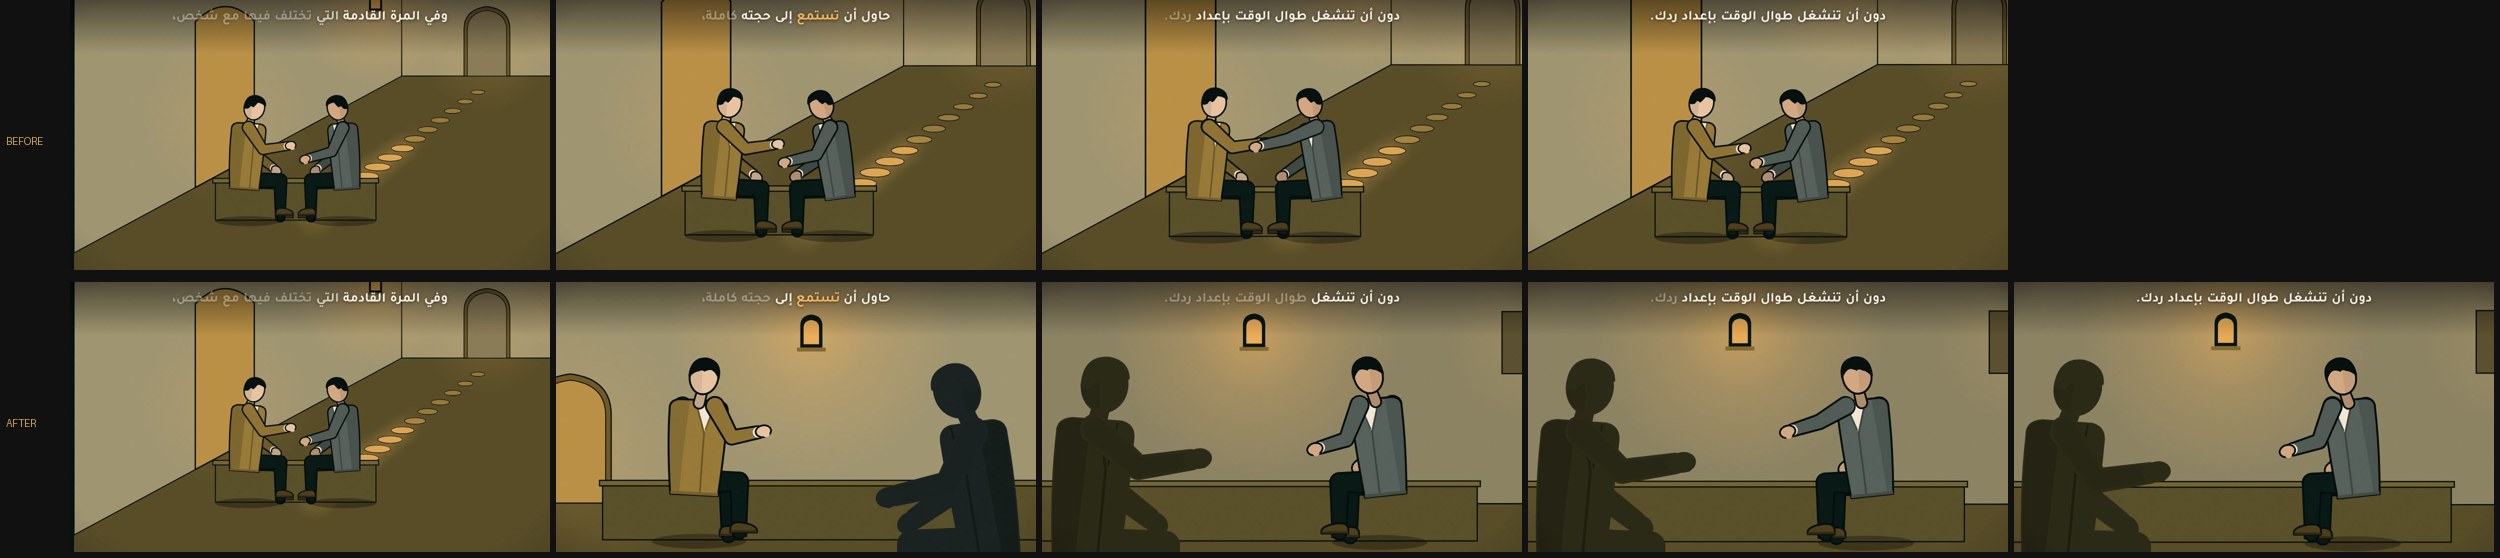 BEFORE
وفي المرة القادمة التي تختلف فيها مع شخص،
حاول أن تستمع إلى حجته كاملة،
دون أن تنشغل طوال الوقت بإعداد ردك.
دون أن تنشغل طوال الوقت بإعداد ردك.
AFTER
وفي المرة القادمة التي تختلف فيها مع شخص،
حاول أن تستمع إلى حجته كاملة،
دون أن تنشغل طوال الوقت بإعداد ردك.
دون أن تنشغل طوال الوقت بإعداد ردك.
دون أن تنشغل طوال الوقت بإعداد ردك.